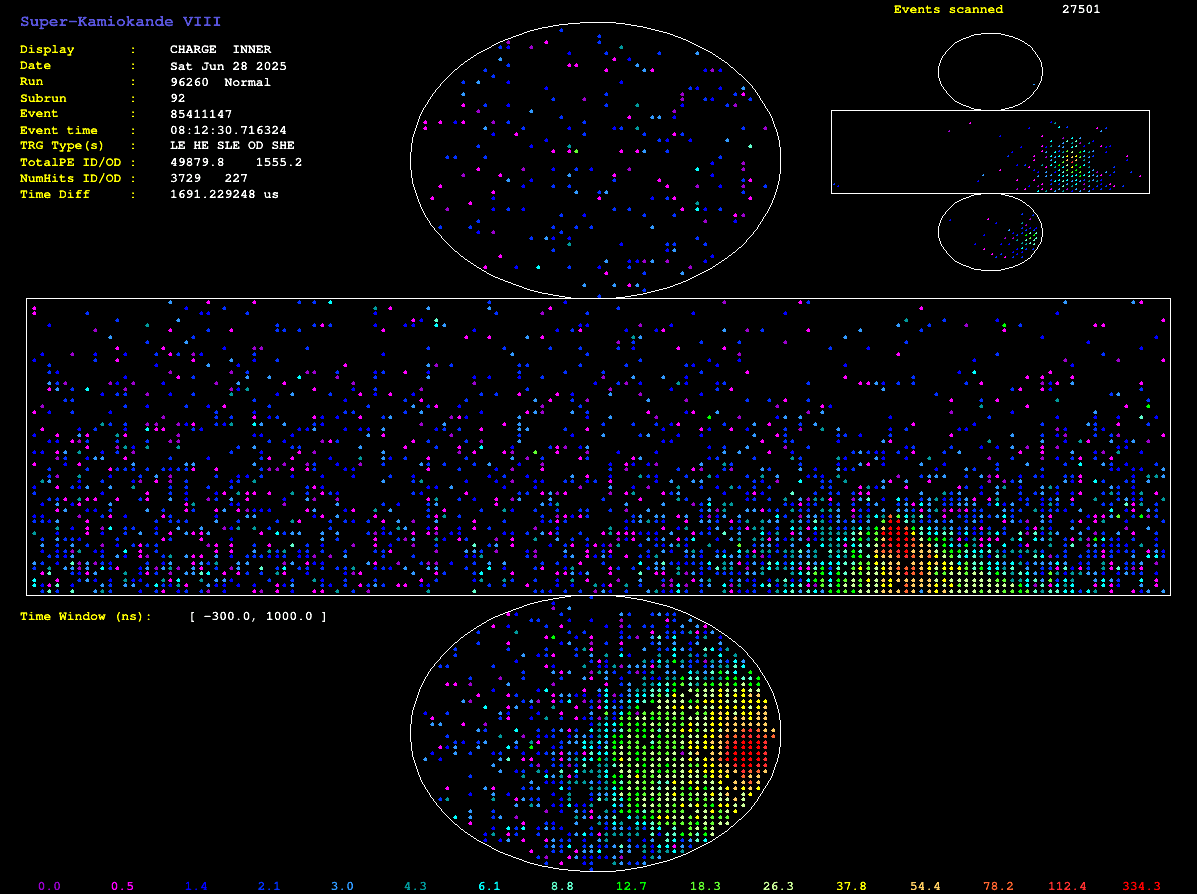 Super-Kamiokande VIII
Events scanned 27501
Display : CHARGE INNER
Date : Sat Jun 28 2025
Run : 96260 Normal
Subrun : 92
Event : 85411147
Event time : 08:12:30.716324
TRG Type(s) : LE HE SLE OD SHE
TotalPE ID/OD : 49879.8 1555.2
NumHits ID/OD : 3729 227
Time Diff : 1691.229248 us
Time Window (ns): [ -300.0, 1000.0 ]
0.0 0.5 1.4 2.1 3.0 4.3 6.1 8.8 12.7 18.3 26.3 37.8 54.4 78.2 112.4 334.3